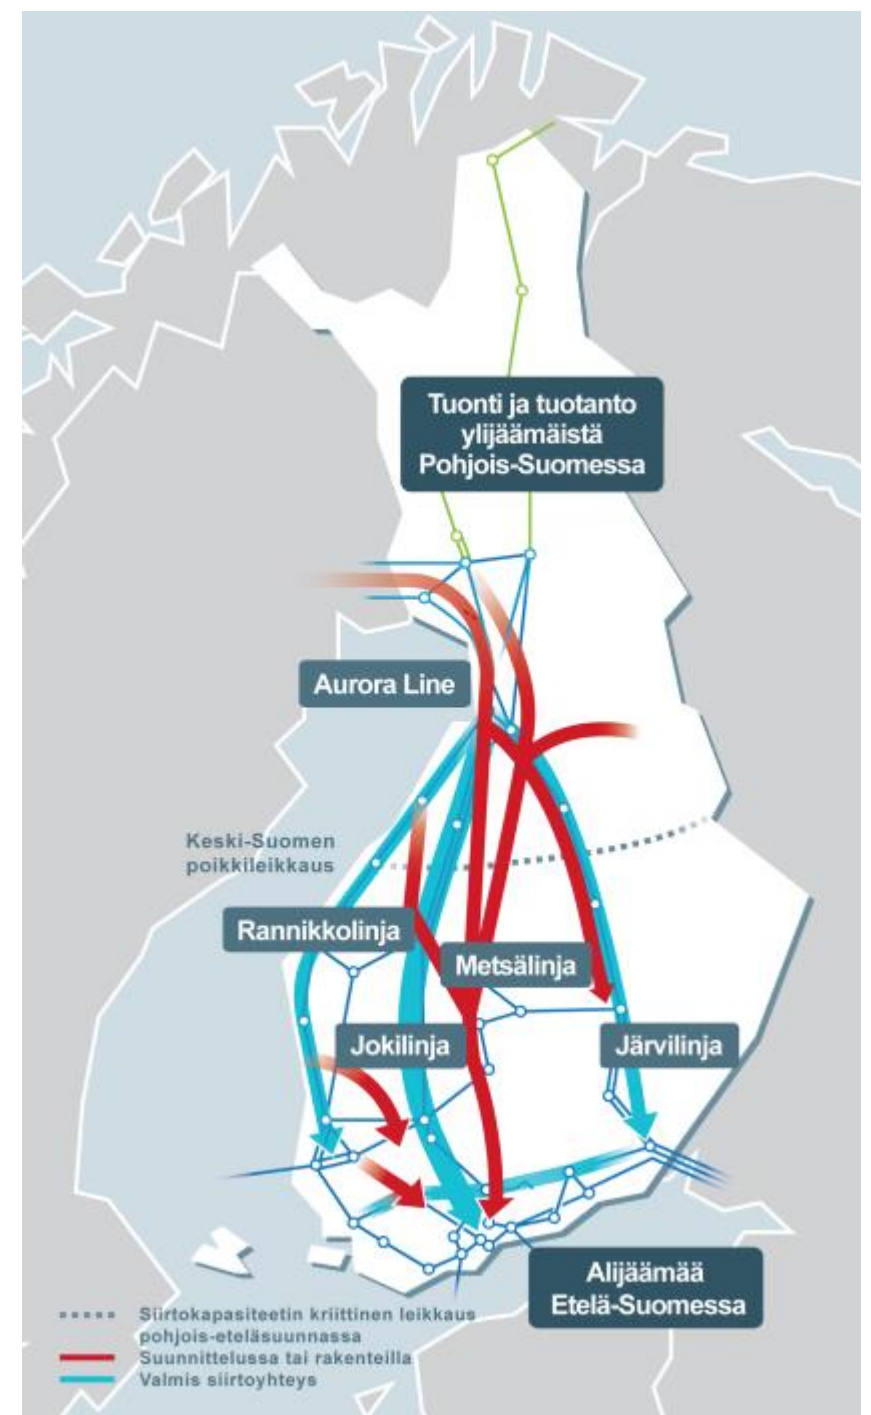 Tuonti ja tuotanto
ylijäämäistä
Pohjois-Suomessa
Aurora Line
Keski-Suomen
poikkileikkaus
Rannikkolinja
Metsälinja
Jokilinja
Järvilinja
Alijäämää
Etelä-Suomessa
Siirtokapasiteetin kriittinen leikkaus
pohjois-eteläsuunnassa
Suunnittelussa tai rakenteilla
Valmis siirtoyhteys